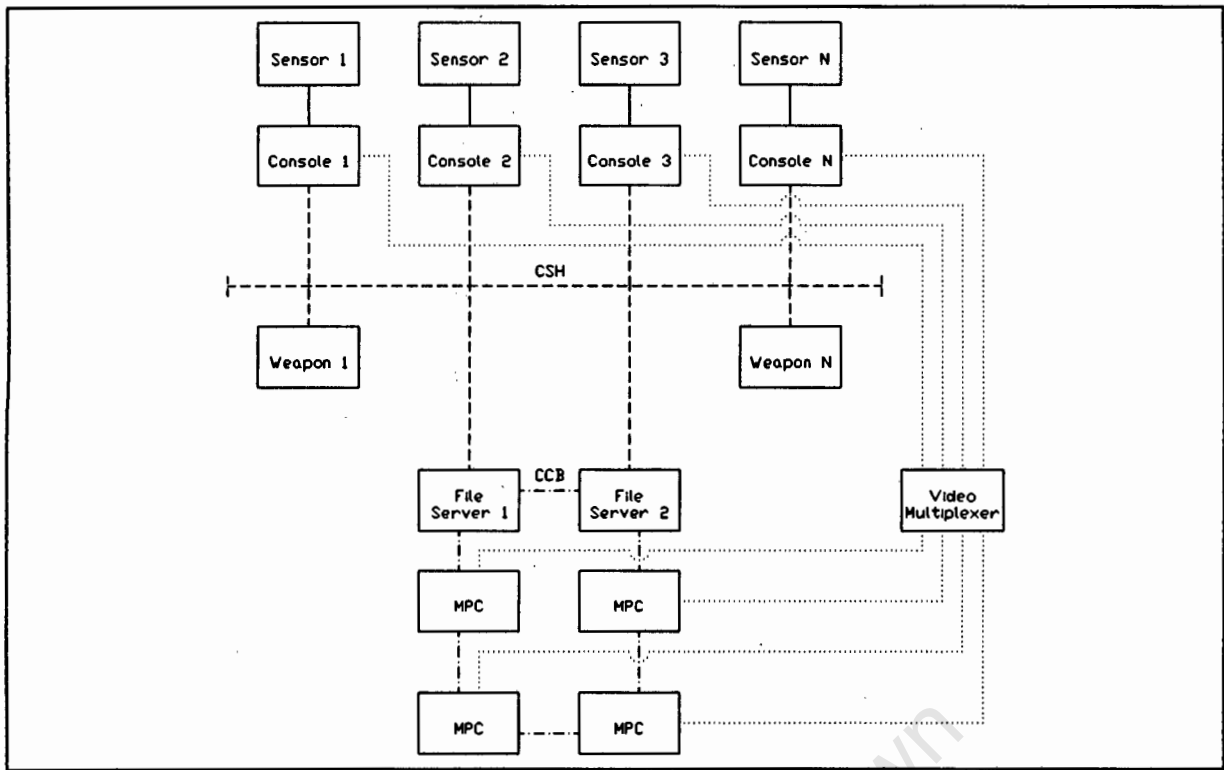 Sensor 1
Sensor 2
Sensor 3
Sensor N
Console 1
Console 2
Console 3
Console N
CSH
Weapon 1
Weapon N
CCB
File
Server 1
File
Server 2
Video
Multiplexer
MPC
MPC
MPC
MPC